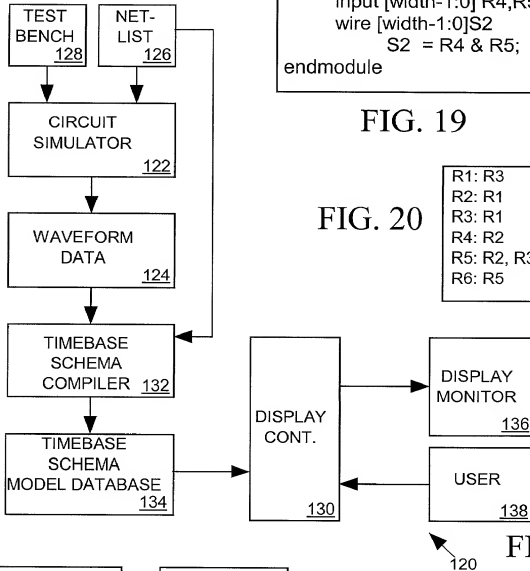 TEST
BENCH
128
NET-
LIST
126
CIRCUIT
SIMULATOR
122
WAVEFORM
DATA
124
TIMEBASE
SCHEMA
COMPILER
132
TIMEBASE
SCHEMA
MODEL DATABASE
134
DISPLAY
CONT.
130
DISPLAY
MONITOR
136
USER
138
120
input [width-1:0] R4,R5
wire [width-1:0]S2
S2 = R4 & R5;
endmodule
FIG. 19
FIG. 20
R1: R3
R2: R1
R3: R1
R4: R2
R5: R2, R3
R6: R5